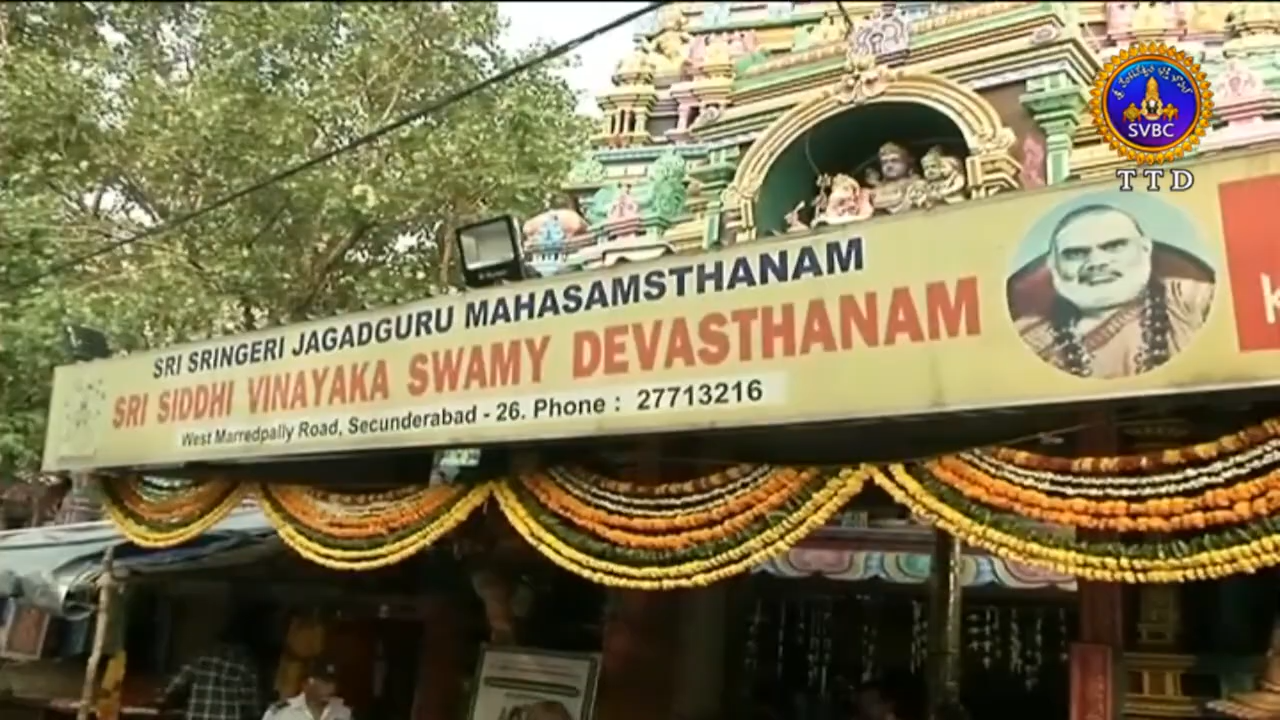 SVBC
TTD
SRI SRINGERI JAGADGURU MAHASAMSTHANAM
SRI SIDDHI VINAYAKA SWAMY DEVASTHANAM
West Marredpally Road, Secunderabad - 26. Phone : 27713216
K